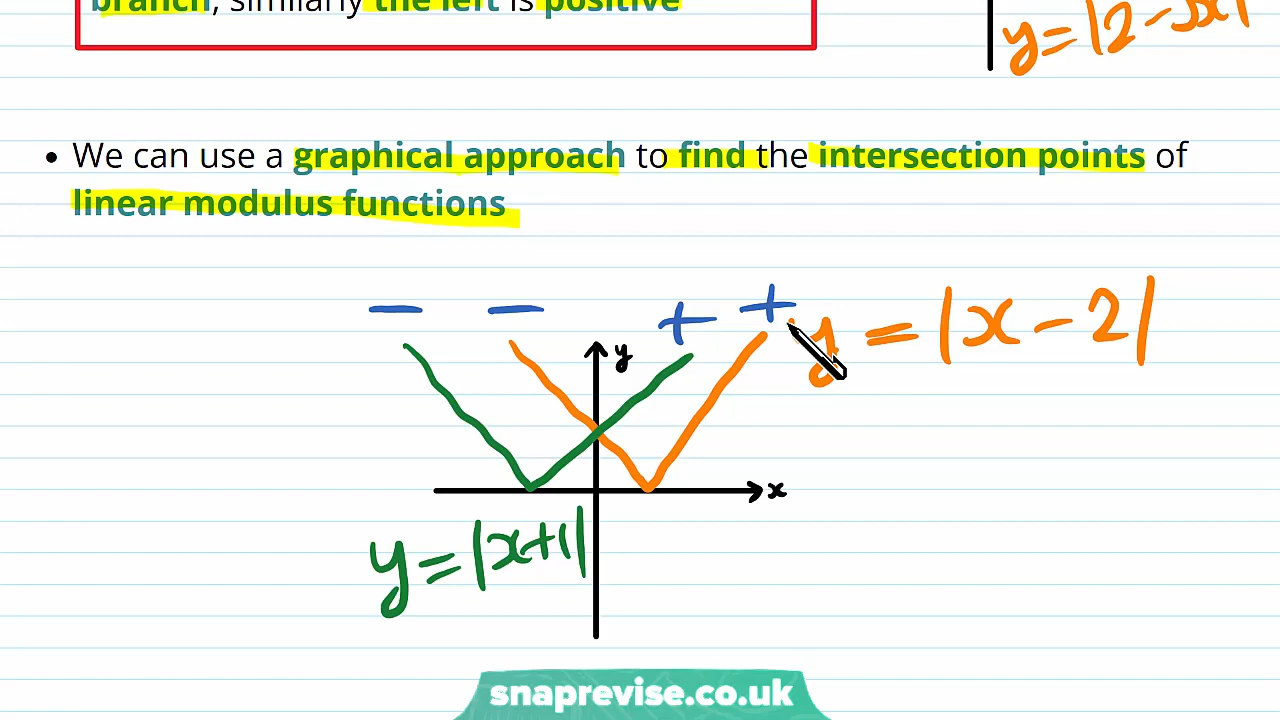 branch, similarly the left is positive
y = |2 -
We can use a graphical approach to find the intersection points of
linear modulus functions
− − + + y = |x − 2|
y
x
y = |x+1|
snaprevise.co.uk